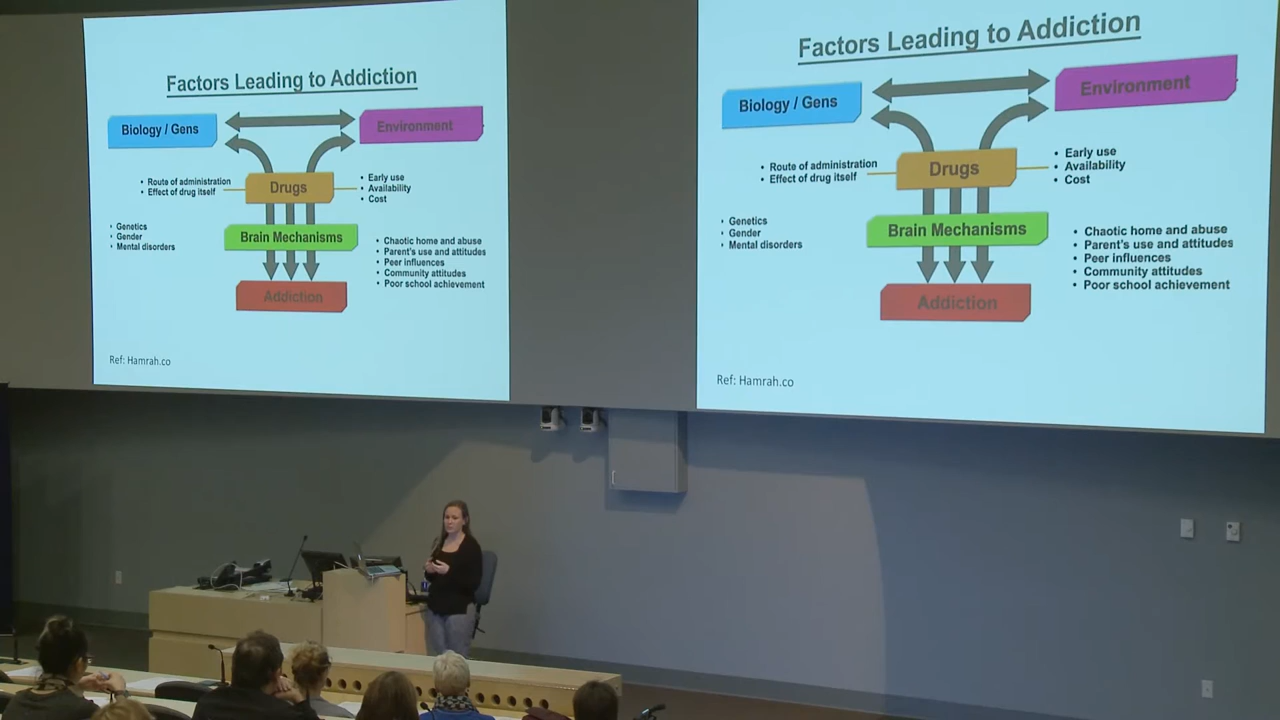 Factors Leading to Addiction
Biology / Gens
Environment
• Route of administration
• Effect of drug itself
Drugs
• Early use
• Availability
• Cost
• Genetics
• Gender
• Mental disorders
Brain Mechanisms
• Chaotic home and abuse
• Parent's use and attitudes
• Peer influences
• Community attitudes
• Poor school achievement
Addiction
Ref: Hamrah.co
Factors Leading to Addiction
Biology / Gens
Environment
• Route of administration
• Effect of drug itself
Drugs
• Early use
• Availability
• Cost
• Genetics
• Gender
• Mental disorders
Brain Mechanisms
• Chaotic home and abuse
• Parent's use and attitudes
• Peer influences
• Community attitudes
• Poor school achievement
Addiction
Ref: Hamrah.co